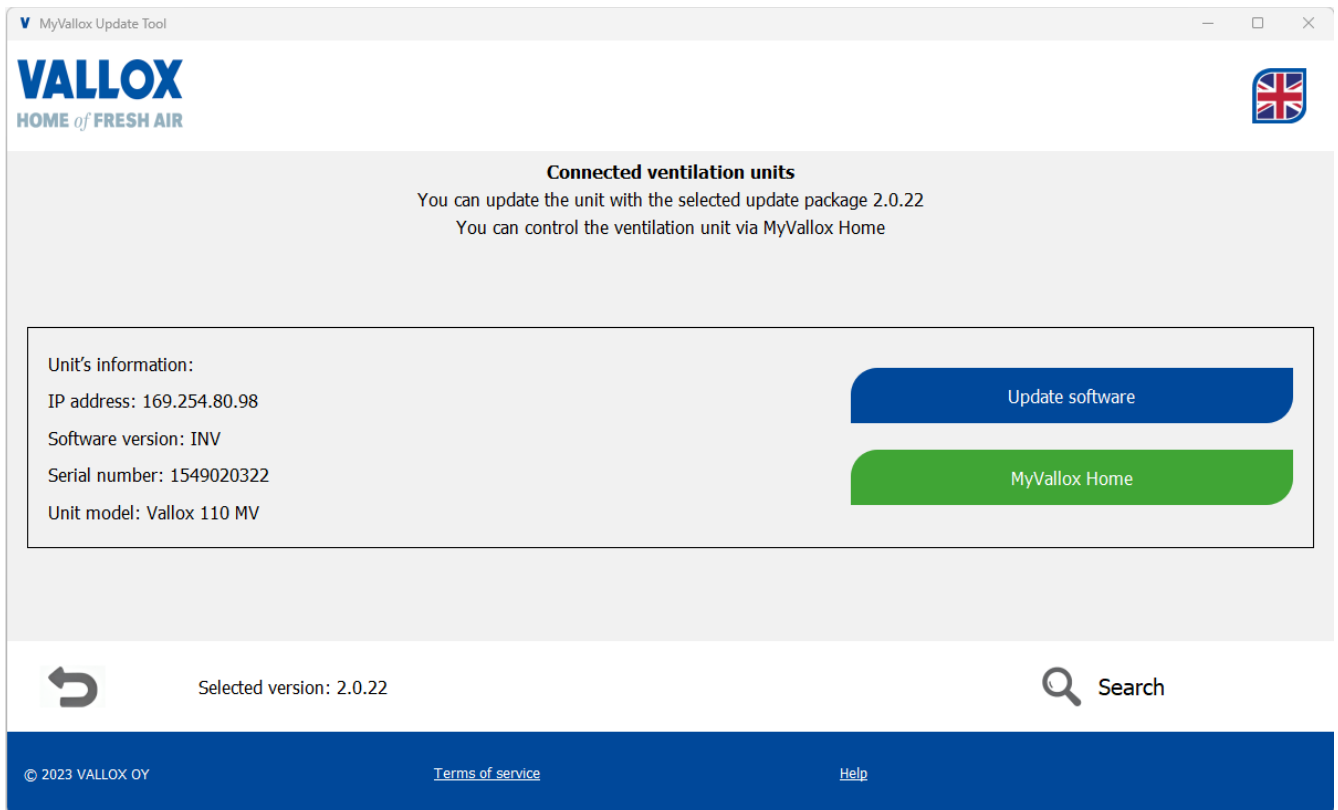 MyVallox Update Tool
VALLOX
HOME of FRESH AIR
Connected ventilation units
You can update the unit with the selected update package 2.0.22
You can control the ventilation unit via MyVallox Home
Unit's information:
IP address: 169.254.80.98
Software version: INV
Serial number: 1549020322
Unit model: Vallox 110 MV
Update software
MyVallox Home
Selected version: 2.0.22
Search
© 2023 VALLOX OY
Terms of service
Help